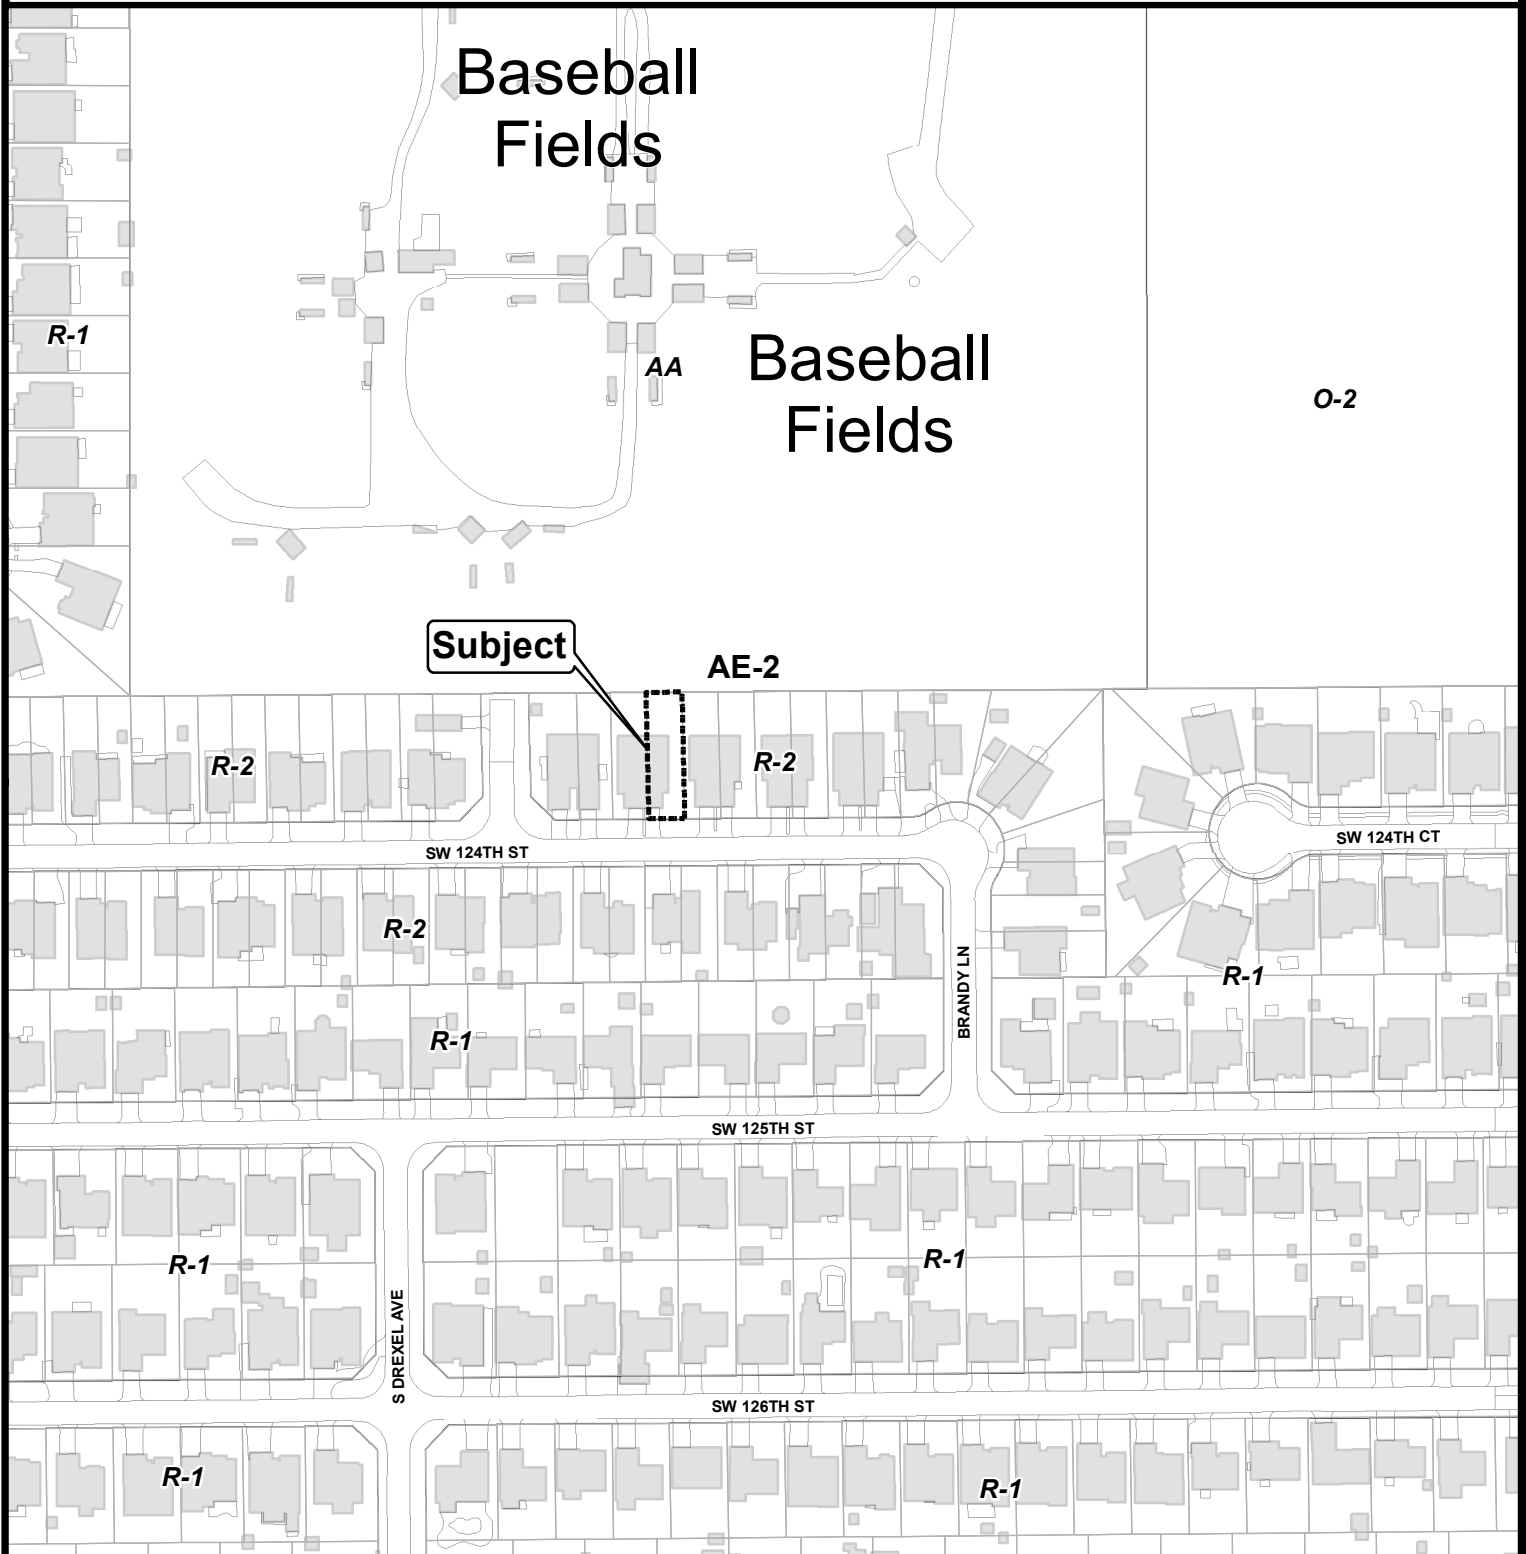 Baseball
Fields
R-1
AA
Baseball
Fields
O-2
Subject
AE-2
R-2
R-2
SW 124TH ST
SW 124TH CT
R-2
BRANDY LN
R-1
R-1
SW 125TH ST
R-1
R-1
S DREXEL AVE
SW 126TH ST
R-1
R-1